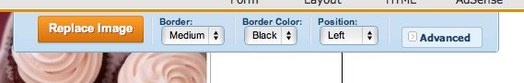 Form Layout HTML AdSense
Replace Image
Border: Border Color: Position:
Medium Black Left
Advanced